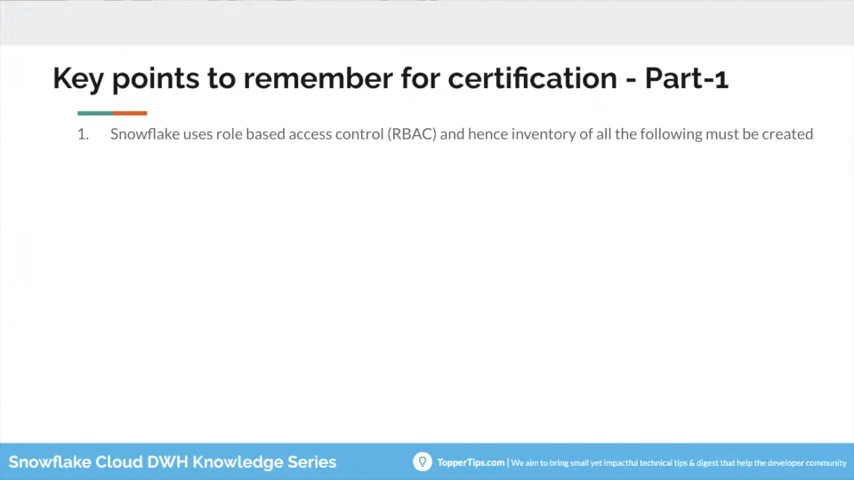 Key points to remember for certification - Part-1
1. Snowflake uses role based access control (RBAC) and hence inventory of all the following must be created
Snowflake Cloud DWH Knowledge Series
TopperTips.com | We aim to bring small yet impactful technical tips & digest that help the developer community